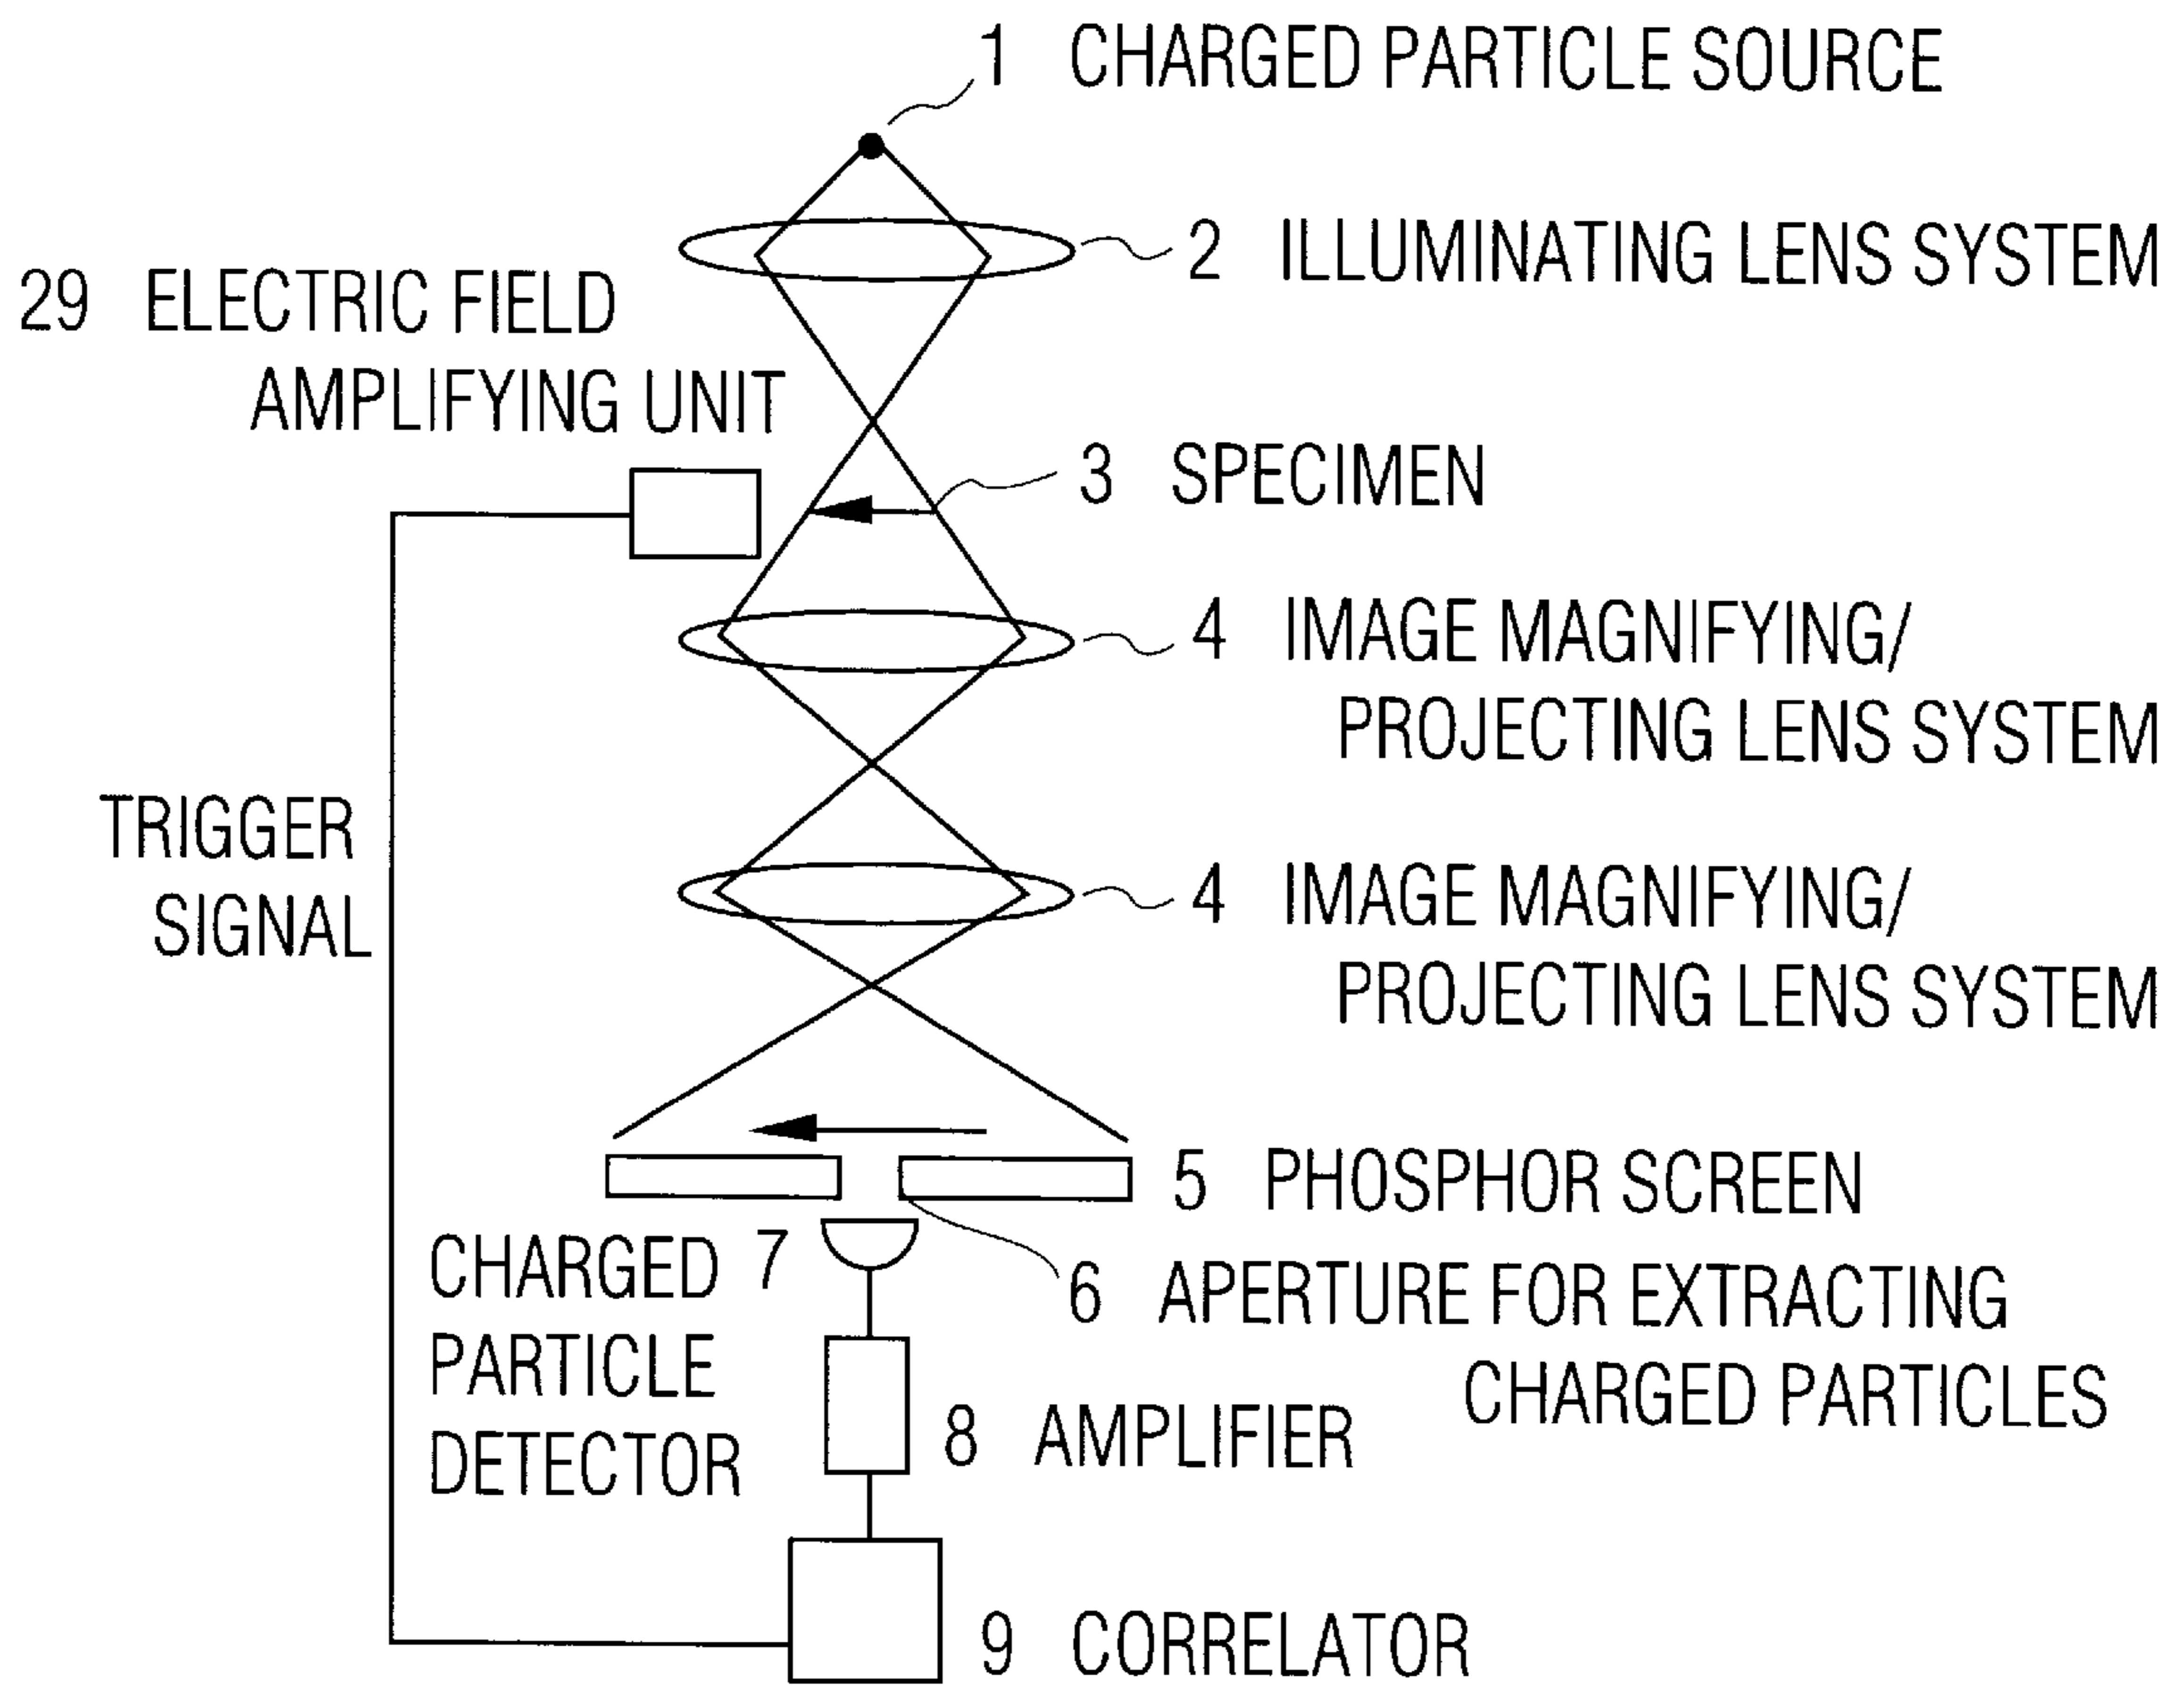 1 CHARGED PARTICLE SOURCE
2 ILLUMINATING LENS SYSTEM
29 ELECTRIC FIELD
AMPLIFYING UNIT
3 SPECIMEN
4 IMAGE MAGNIFYING/
PROJECTING LENS SYSTEM
TRIGGER
SIGNAL
4 IMAGE MAGNIFYING/
PROJECTING LENS SYSTEM
5 PHOSPHOR SCREEN
CHARGED 7
PARTICLE
DETECTOR
6 APERTURE FOR EXTRACTING
CHARGED PARTICLES
8 AMPLIFIER
9 CORRELATOR